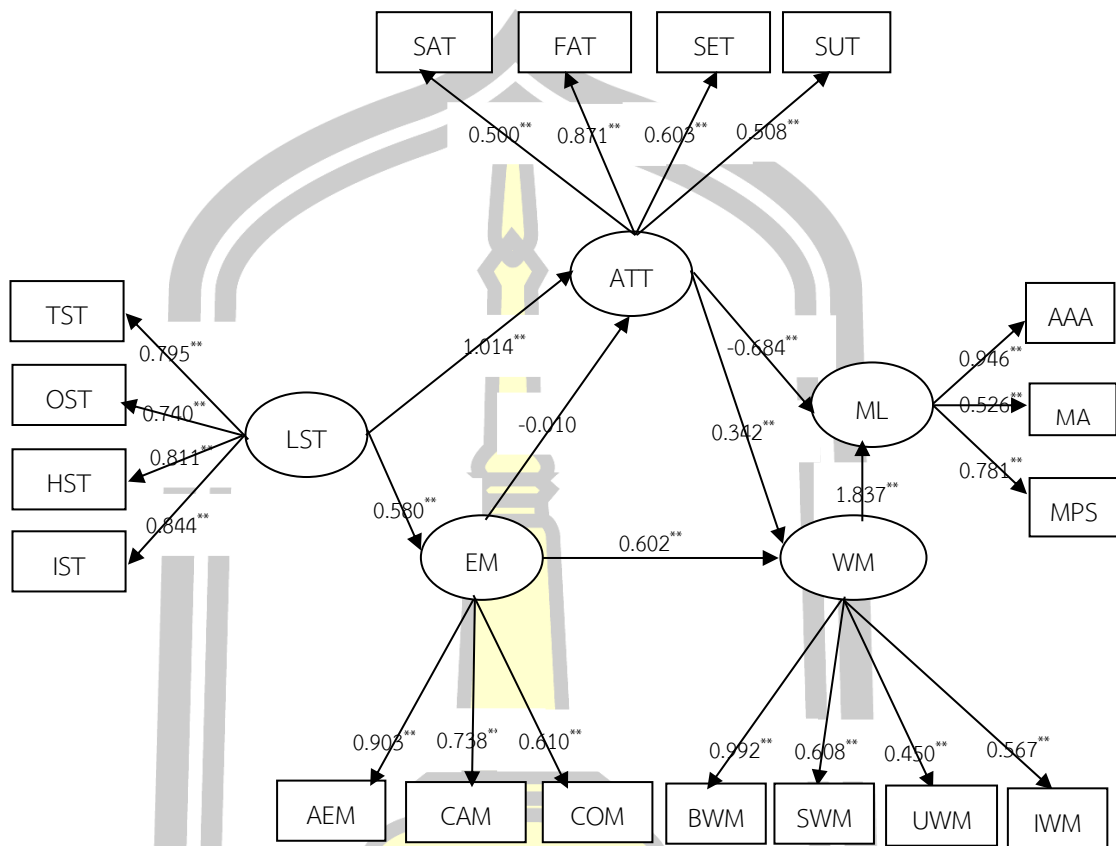 SAT FAT SET SUT
0.500** 0.871** 0.603** 0.508**
ATT
TST
0.795**
OST
0.740**
HST
0.811**
IST
0.844**
LST
1.014**
-0.010
-0.684**
0.342**
0.580**
EM
0.602**
WM
1.837**
ML
AAA
0.946**
MA
0.526**
MPS
0.781**
0.903** 0.738** 0.610**
AEM CAM COM
0.992** 0.608** 0.450** 0.567**
BWM SWM UWM IWM